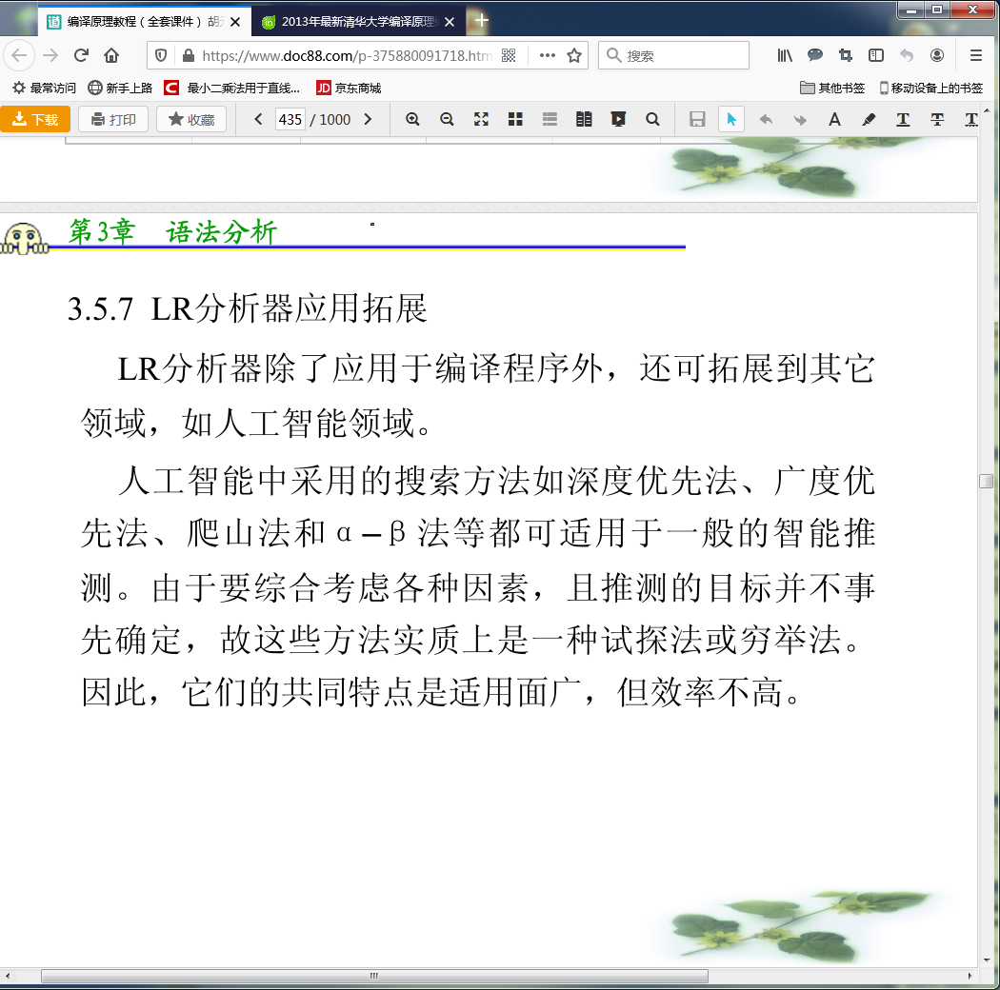 编译原理教程（全套课件）胡
2013年最新清华大学编译原理
https://www.doc88.com/p-375880091718.htm
搜索
最常访问
新手上路
C
最小二乘法用于直线...
JD
京东商城
其他书签
移动设备上的书签
下载
打印
收藏
435 / 1000
第3章 语法分析
3.5.7 LR分析器应用拓展
LR分析器除了应用于编译程序外，还可拓展到其它
领域，如人工智能领域。
人工智能中采用的搜索方法如深度优先法、广度优
先法、爬山法和α–β法等都可适用于一般的智能推
测。由于要综合考虑各种因素，且推测的目标并不事
先确定，故这些方法实质上是一种试探法或穷举法。
因此，它们的共同特点是适用面广，但效率不高。